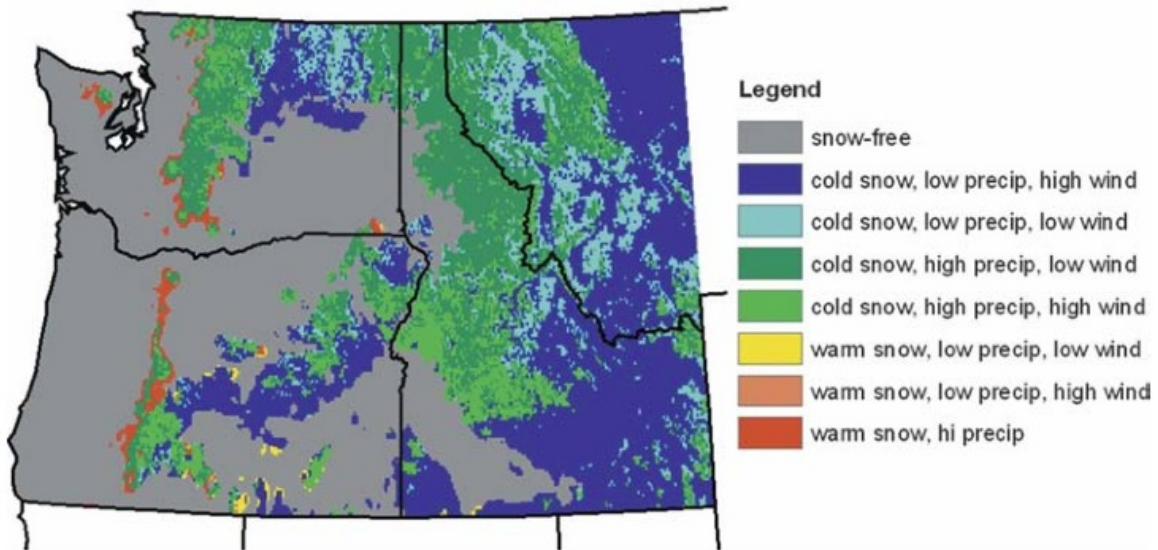 Legend
snow-free
cold snow, low precip, high wind
cold snow, low precip, low wind
cold snow, high precip, low wind
cold snow, high precip, high wind
warm snow, low precip, low wind
warm snow, low precip, high wind
warm snow, hi precip